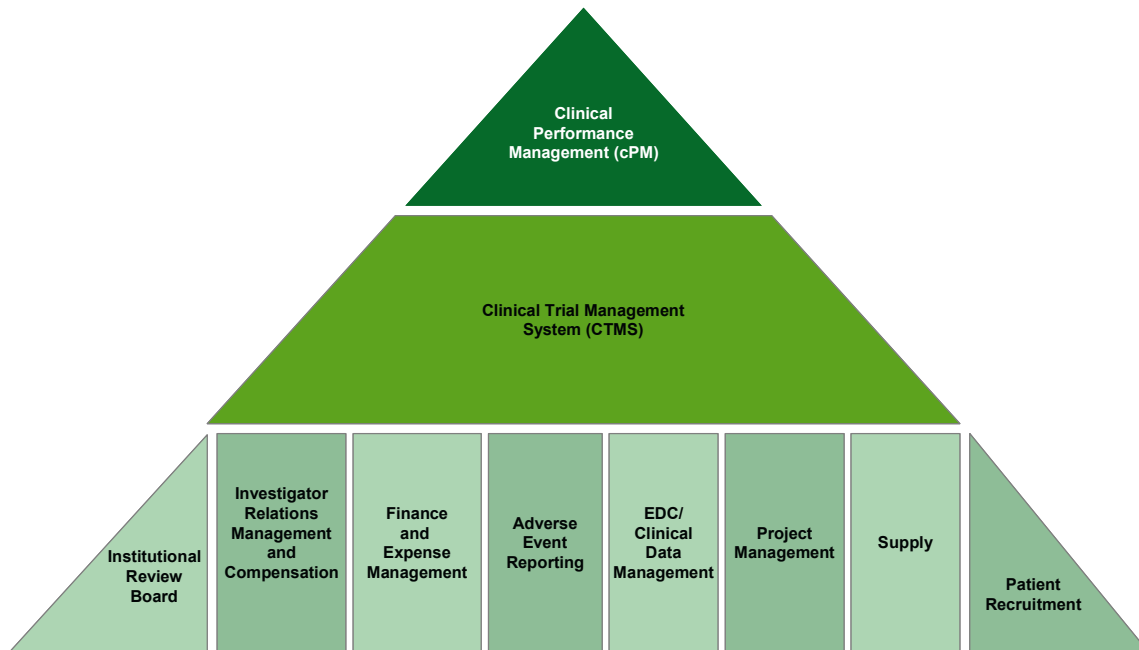 Clinical
Performance
Management (cPM)
Clinical Trial Management
System (CTMS)
Institutional
Review
Board
Investigator
Relations
Management
and
Compensation
Finance
and
Expense
Management
Adverse
Event
Reporting
EDC/
Clinical
Data
Management
Project
Management
Supply
Patient
Recruitment